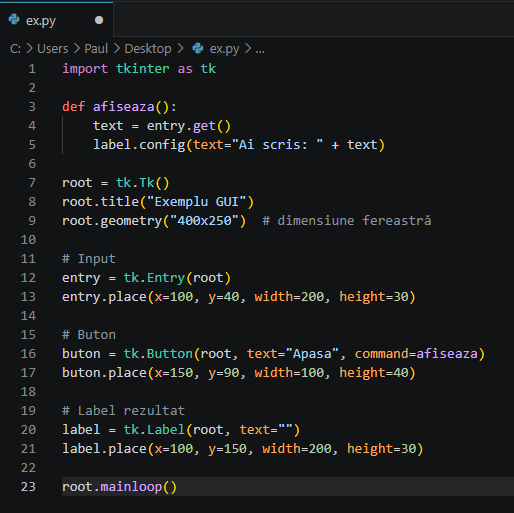 ex.py
C: > Users > Paul > Desktop > ex.py > ...
1 import tkinter as tk
2
3 def afiseaza():
4     text = entry.get()
5     label.config(text="Ai scris: " + text)
6
7 root = tk.Tk()
8 root.title("Exemplu GUI")
9 root.geometry("400x250")  # dimensiune fereastră
10
11 # Input
12 entry = tk.Entry(root)
13 entry.place(x=100, y=40, width=200, height=30)
14
15 # Buton
16 buton = tk.Button(root, text="Apasa", command=afiseaza)
17 buton.place(x=150, y=90, width=100, height=40)
18
19 # Label rezultat
20 label = tk.Label(root, text="")
21 label.place(x=100, y=150, width=200, height=30)
22
23 root.mainloop()